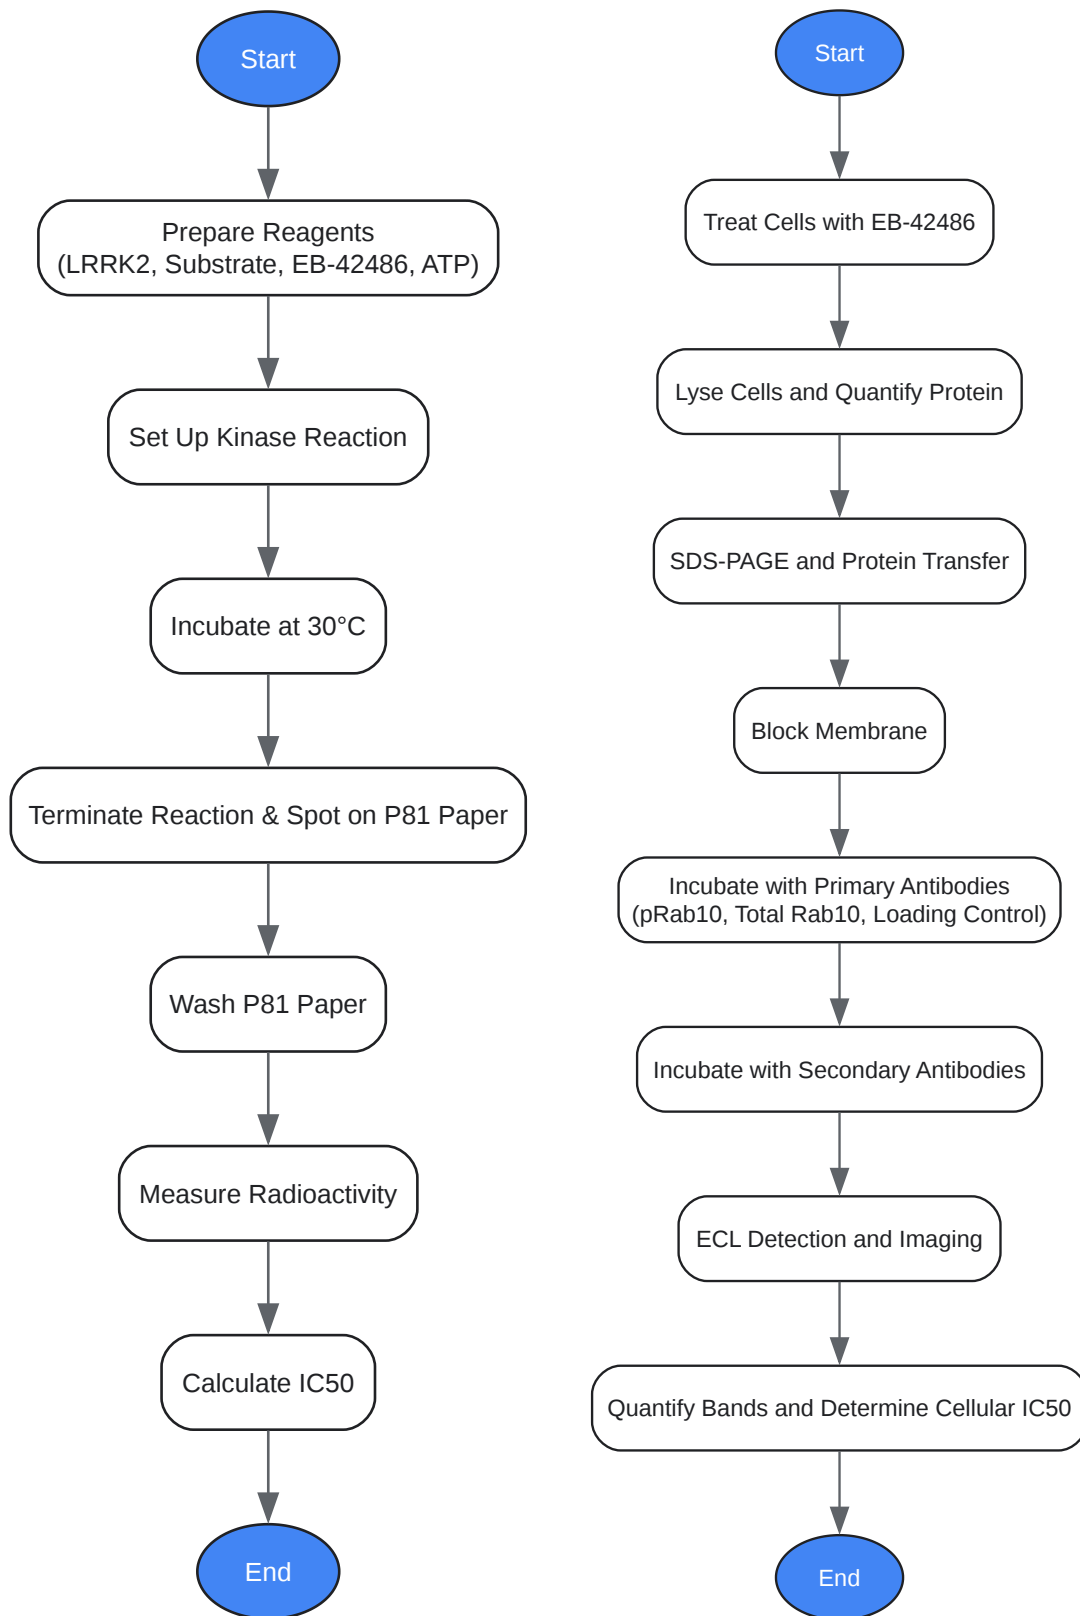 Start
Prepare Reagents
(LRRK2, Substrate, EB-42486, ATP)
Set Up Kinase Reaction
Incubate at 30°C
Terminate Reaction & Spot on P81 Paper
Wash P81 Paper
Measure Radioactivity
Calculate IC50
End
Start
Treat Cells with EB-42486
Lyse Cells and Quantify Protein
SDS-PAGE and Protein Transfer
Block Membrane
Incubate with Primary Antibodies
(pRab10, Total Rab10, Loading Control)
Incubate with Secondary Antibodies
ECL Detection and Imaging
Quantify Bands and Determine Cellular IC50
End